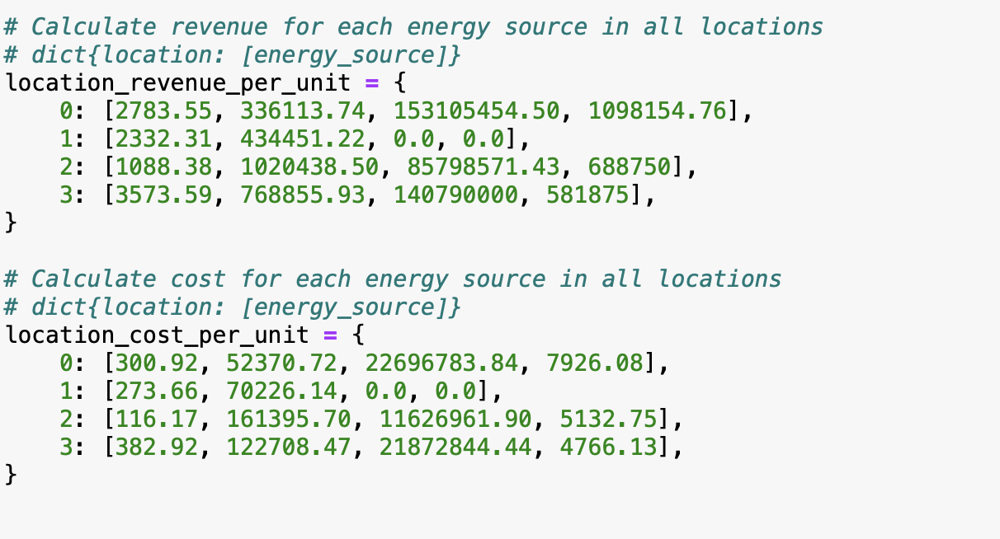 # Calculate revenue for each energy source in all locations
# dict{location: [energy_source]}
location_revenue_per_unit = {
    0: [2783.55, 336113.74, 153105454.50, 1098154.76],
    1: [2332.31, 434451.22, 0.0, 0.0],
    2: [1088.38, 1020438.50, 85798571.43, 688750],
    3: [3573.59, 768855.93, 140790000, 581875],
}

# Calculate cost for each energy source in all locations
# dict{location: [energy_source]}
location_cost_per_unit = {
    0: [300.92, 52370.72, 22696783.84, 7926.08],
    1: [273.66, 70226.14, 0.0, 0.0],
    2: [116.17, 161395.70, 11626961.90, 5132.75],
    3: [382.92, 122708.47, 21872844.44, 4766.13],
}